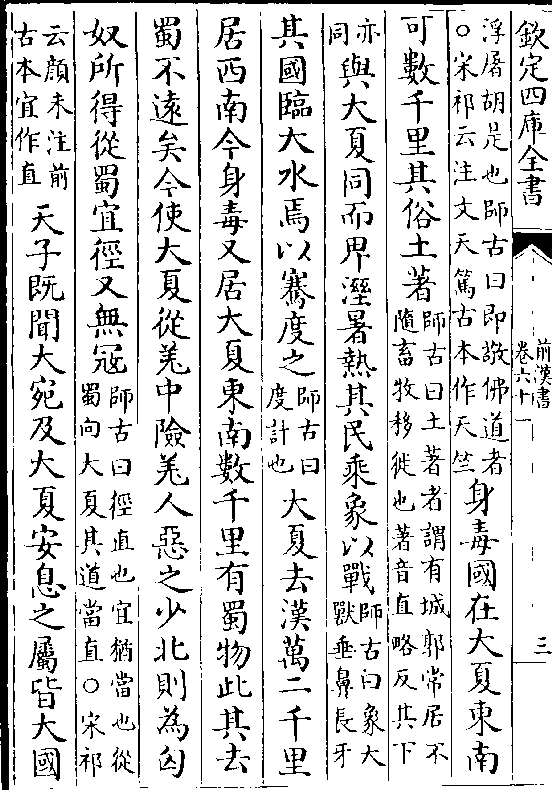 欽定四庫全書
前漢書
卷六十一
三
浮屠胡是也師古曰即敬佛道者
○宋祁云注文天篤古本作天竺
身毒國在大夏東南
可數千里其俗土著
師古曰土著者謂有城郭常居不
隨畜牧移徙也著音直略反其下
亦
同
與大夏同而卑溼暑熱其民乘象以戰
師古曰象大
獸垂鼻長牙
其國臨大水焉以騫度之
師古曰
度計也
大夏去漢萬二千里
居西南今身毒又居大夏東南數千里有蜀物此其去
蜀不遠矣今使大夏從羌中險羌人惡之少北則為匈
奴所得從蜀宜徑又無冦
師古曰徑直也宜猶當也從
蜀向大夏其道當直○宋祁
云顔未注前
古本宜作直
天子既聞大宛及大夏安息之屬皆大國